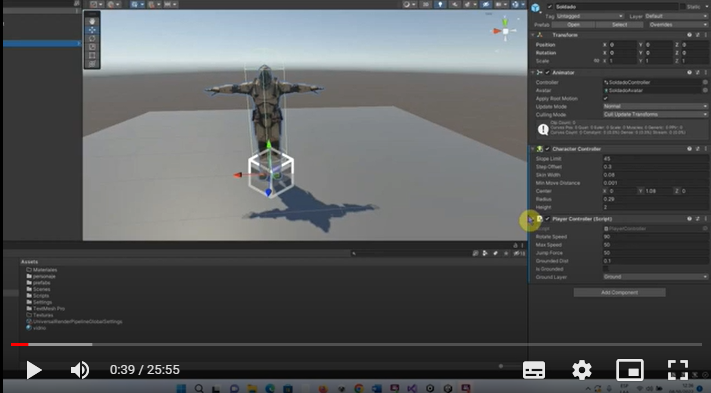 Soldado
Static
Tag Untagged Layer Default
Prefab Open Select Overrides
Transform
Position X 0 Y 0 Z 0
Rotation X 0 Y 0 Z 0
Scale X 1 Y 1 Z 1
Animator
Controller SoldadoController
Avatar SoldadoAvatar
Apply Root Motion
Update Mode Normal
Culling Mode Cull Update Transforms
Character Controller
Slope Limit 45
Step Offset 0.3
Skin Width 0.08
Min Move Distance 0.001
Center X 0 Y 1.08 Z 0
Radius 0.28
Height 2
Player Controller (Script)
Script PlayerController
Rotate Speed 90
Max Speed 50
Jump Force 50
Grounded Dist 0.1
Is Grounded
Ground Layer Ground
Add Component
Assets
Materiales
personaje
prefabs
Scenes
Scripts
Settings
TextMesh Pro
Textures
UniversalRenderPipelineGlobalSettings
video
0:39 / 25:55
ESP